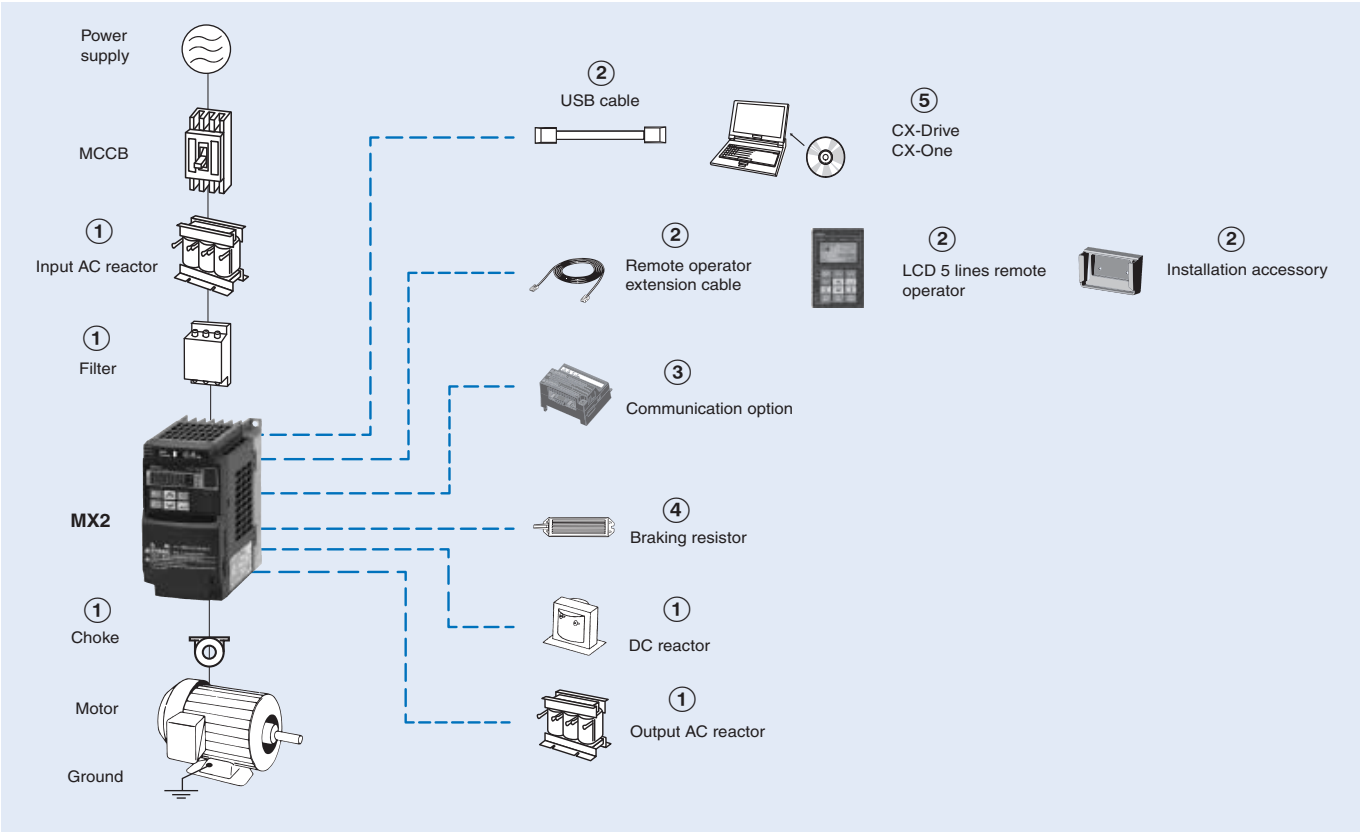 Power
supply
MCCB
①
Input AC reactor
①
Filter
MX2
①
Choke
Motor
Ground
②
USB cable
⑤
CX-Drive
CX-One
②
Remote operator
extension cable
②
LCD 5 lines remote
operator
②
Installation accessory
③
Communication option
④
Braking resistor
①
DC reactor
①
Output AC reactor